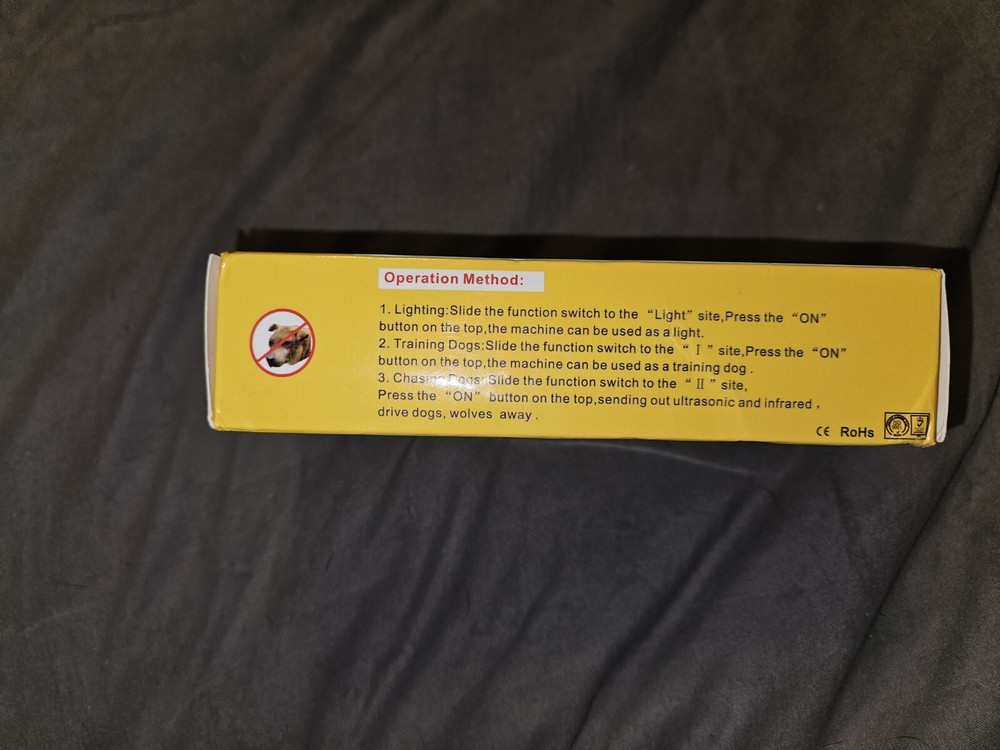 Operation Method:
1. Lighting:Slide the function switch to the “Light” site,Press the “ON”
button on the top,the machine can be used as a light.
2. Training Dogs:Slide the function switch to the “ I ” site,Press the “ON”
button on the top,the machine can be used as a training dog .
3. Chasing Dogs:Slide the function switch to the “ II ” site,
Press the “ON” button on the top,sending out ultrasonic and infrared ,
drive dogs, wolves away .
CE RoHs